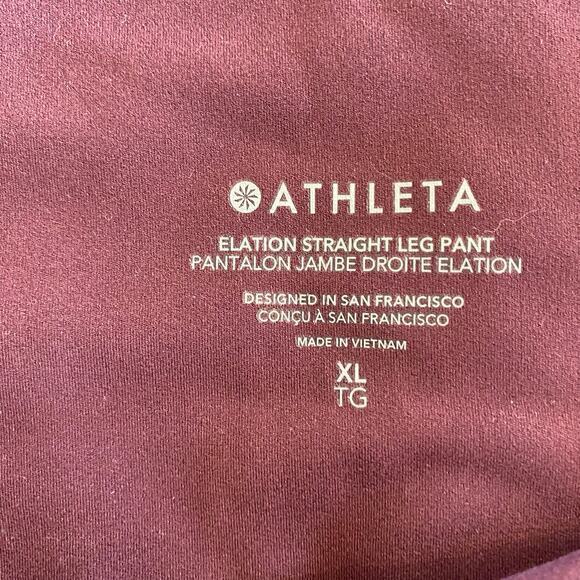 ATHLETA
ELATION STRAIGHT LEG PANT
PANTALON JAMBE DROITE ELATION
DESIGNED IN SAN FRANCISCO
CONÇU À SAN FRANCISCO
MADE IN VIETNAM
XL
TG